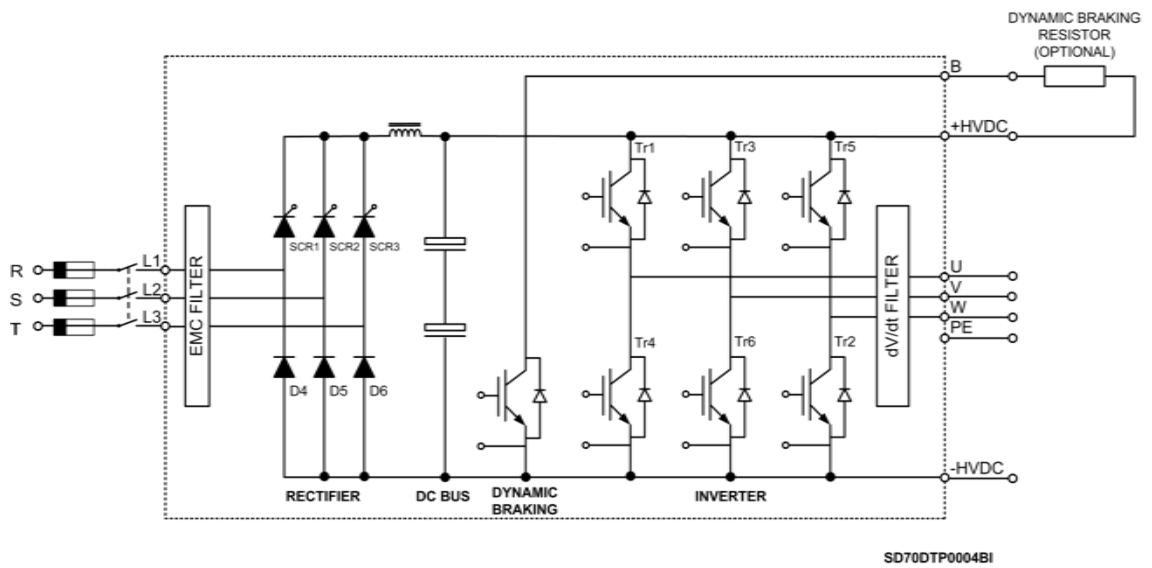 DYNAMIC BRAKING
RESISTOR
(OPTIONAL)
B
+HVDC
Tr1
Tr3
Tr5
SCR1
SCR2
SCR3
R
L1
S
L2
T
L3
EMC FILTER
dV/dt FILTER
U
V
W
PE
Tr4
Tr6
Tr2
D4
D5
D6
-HVDC
RECTIFIER
DC BUS
DYNAMIC
BRAKING
INVERTER
SD70DTP0004BI